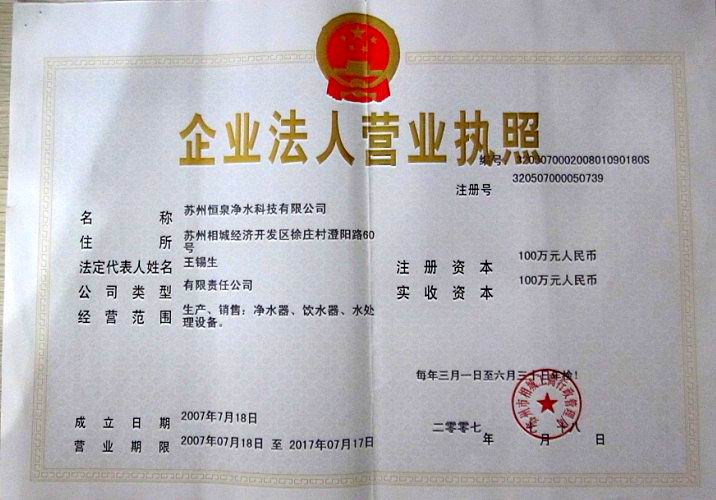 企业法人营业执照
编号 320507000200801090180S
注册号 320507000050739
名称 苏州恒泉净水科技有限公司
住所 苏州相城经济开发区徐庄村澄阳路60
号
法定代表人姓名 王锡生
注册资本 100万元人民币
公司类型 有限责任公司
实收资本 100万元人民币
经营范围 生产、销售：净水器、饮水器、水处
理设备。
每年三月一日至六月三十日年检！
成立日期 2007年7月18日
营业期限 2007年07月18日 至 2017年07月17日
二〇〇七年 月 八日